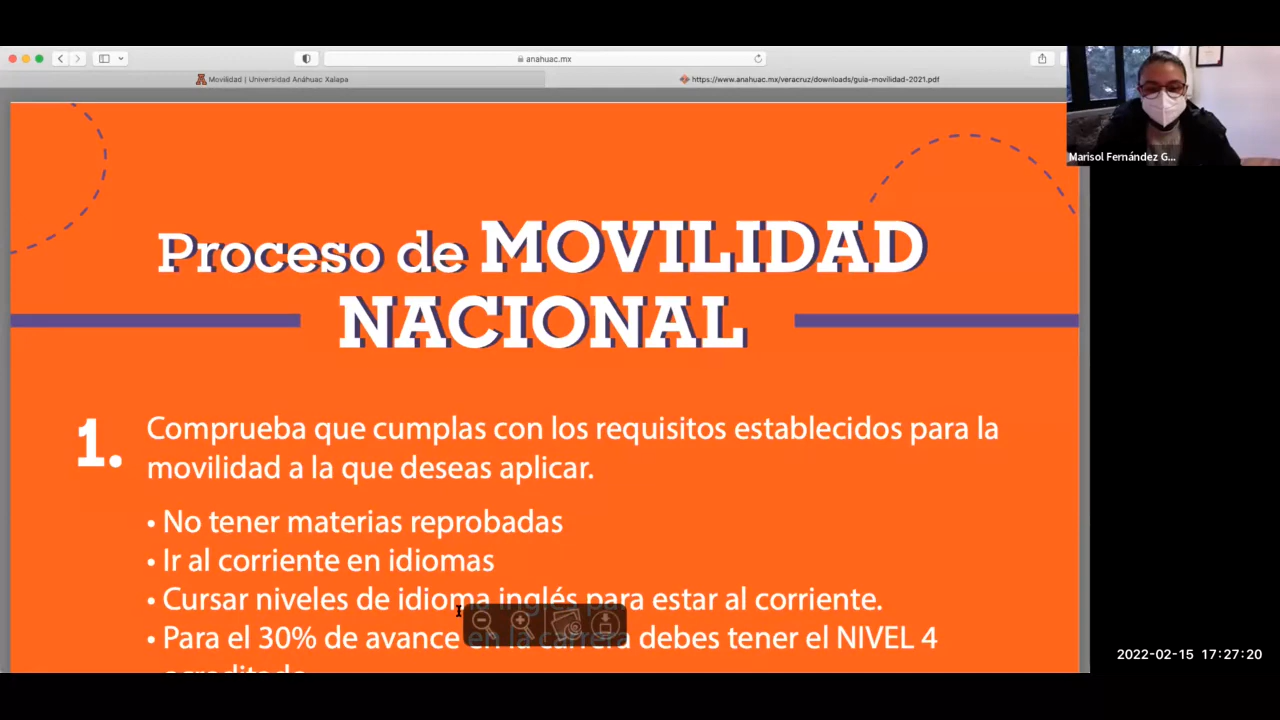 anahuac.mx
Movilidad | Universidad Anáhuac Xalapa
https://www.anahuac.mx/veracruz/downloads/guia-movilidad-2021.pdf
Marisol Fernández G...
Proceso de MOVILIDAD
NACIONAL
1. Comprueba que cumplas con los requisitos establecidos para la
movilidad a la que deseas aplicar.
• No tener materias reprobadas
• Ir al corriente en idiomas
• Cursar niveles de idioma inglés para estar al corriente.
• Para el 30% de avance en la carrera debes tener el NIVEL 4
acreditado
2022-02-15 17:27:20